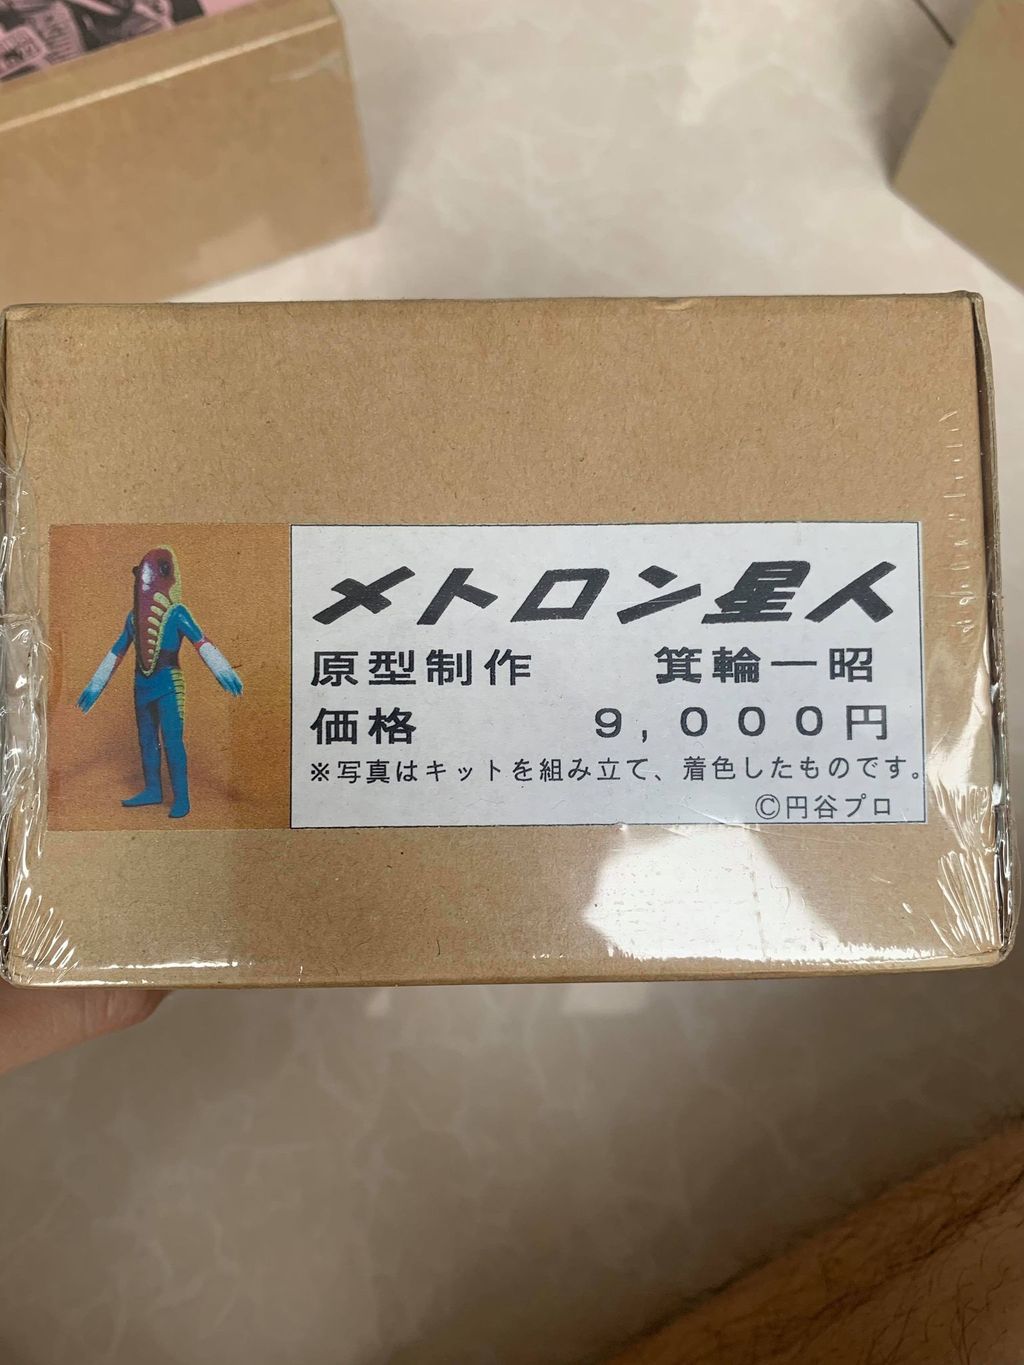 メトロン星人
原型制作 箕輪一昭
価格 ９，０００円
※写真はキットを組み立て、着色したものです。
©円谷プロ